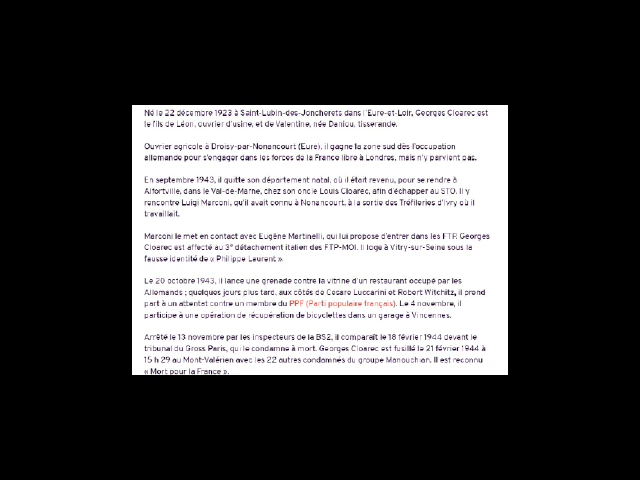 Né le 22 décembre 1923 à Saint-Lubin-des-Joncherets dans l'Eure-et-Loir, Georges Cloarec est
le fils de Léon, ouvrier d'usine, et de Valentine, née Daniou, tisserande.
Ouvrier agricole à Droisy-par-Nonancourt (Eure), il gagne la zone sud dès l'occupation
allemande pour s'engager dans les forces de la France libre à Londres, mais n'y parvient pas.
En septembre 1943, il quitte son département natal, où il était revenu, pour se rendre à
Alfortville, dans le Val-de-Marne, chez son oncle Louis Cloarec, afin d'échapper au STO. Il y
rencontre Luigi Marconi, qu'il avait connu à Nonancourt, à la sortie des Tréfileries d'Ivry où il
travaillait.
Marconi le met en contact avec Eugène Martinelli, qui lui propose d'entrer dans les FTP. Georges
Cloarec est affecté au 3° détachement italien des FTP-MOI. Il loge à Vitry-sur-Seine sous la
fausse identité de « Philippe Laurent ».
Le 20 octobre 1943, il lance une grenade contre la vitrine d'un restaurant occupé par les
Allemands ; quelques jours plus tard, aux côtés de Cesare Luccarini et Robert Witchitz, il prend
part à un attentat contre un membre du PPF (Parti populaire français). Le 4 novembre, il
participe à une opération de récupération de bicyclettes dans un garage à Vincennes.
Arrêté le 13 novembre par les inspecteurs de la BS2, il comparaît le 18 février 1944 devant le
tribunal du Gross Paris, qui le condamne à mort. Georges Cloarec est fusillé le 21 février 1944 à
15 h 29 au Mont-Valérien avec les 22 autres condamnés du groupe Manouchian. Il est reconnu
« Mort pour la France ».